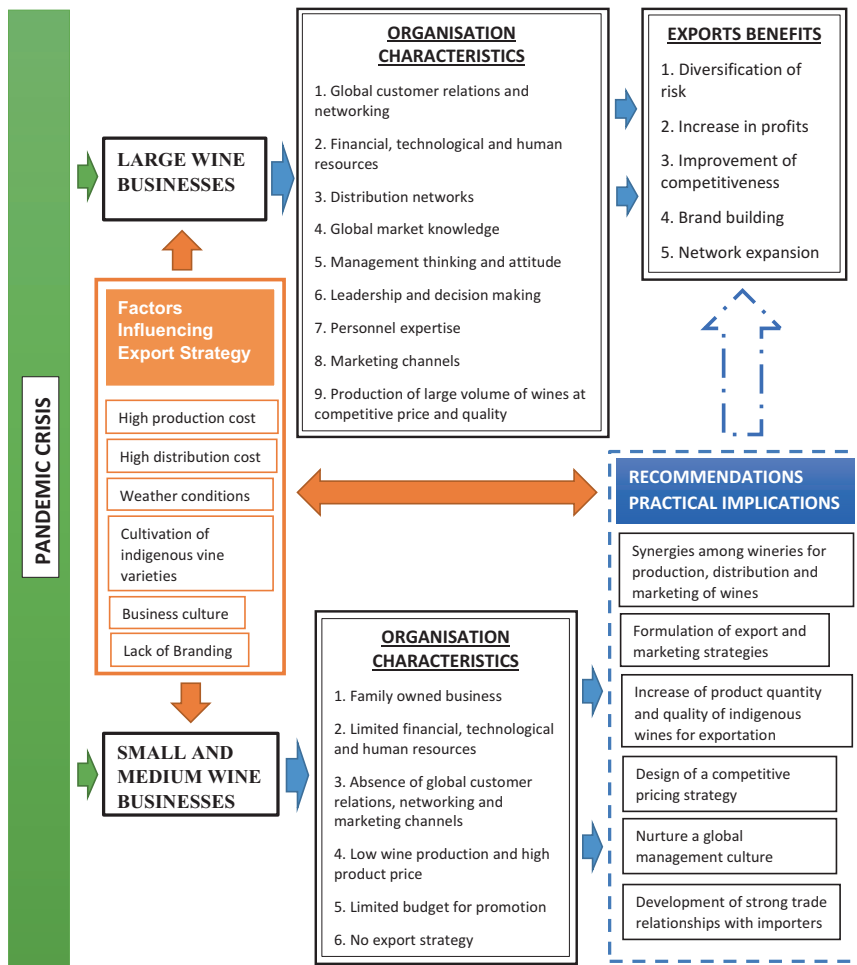 PANDEMIC CRISIS
LARGE WINE
BUSINESSES
ORGANISATION
CHARACTERISTICS
1. Global customer relations and
networking
2. Financial, technological and human
resources
3. Distribution networks
4. Global market knowledge
5. Management thinking and attitude
6. Leadership and decision making
7. Personnel expertise
8. Marketing channels
9. Production of large volume of wines at
competitive price and quality
EXPORTS BENEFITS
1. Diversification of
risk
2. Increase in profits
3. Improvement of
competitiveness
4. Brand building
5. Network expansion
Factors
Influencing
Export Strategy
High production cost
High distribution cost
Weather conditions
Cultivation of
indigenous vine
varieties
Business culture
Lack of Branding
SMALL AND
MEDIUM WINE
BUSINESSES
ORGANISATION
CHARACTERISTICS
1. Family owned business
2. Limited financial, technological
and human resources
3. Absence of global customer
relations, networking and
marketing channels
4. Low wine production and high
product price
5. Limited budget for promotion
6. No export strategy
RECOMMENDATIONS
PRACTICAL IMPLICATIONS
Synergies among wineries for
production, distribution and
marketing of wines
Formulation of export and
marketing strategies
Increase of product quantity
and quality of indigenous
wines for exportation
Design of a competitive
pricing strategy
Nurture a global
management culture
Development of strong trade
relationships with importers